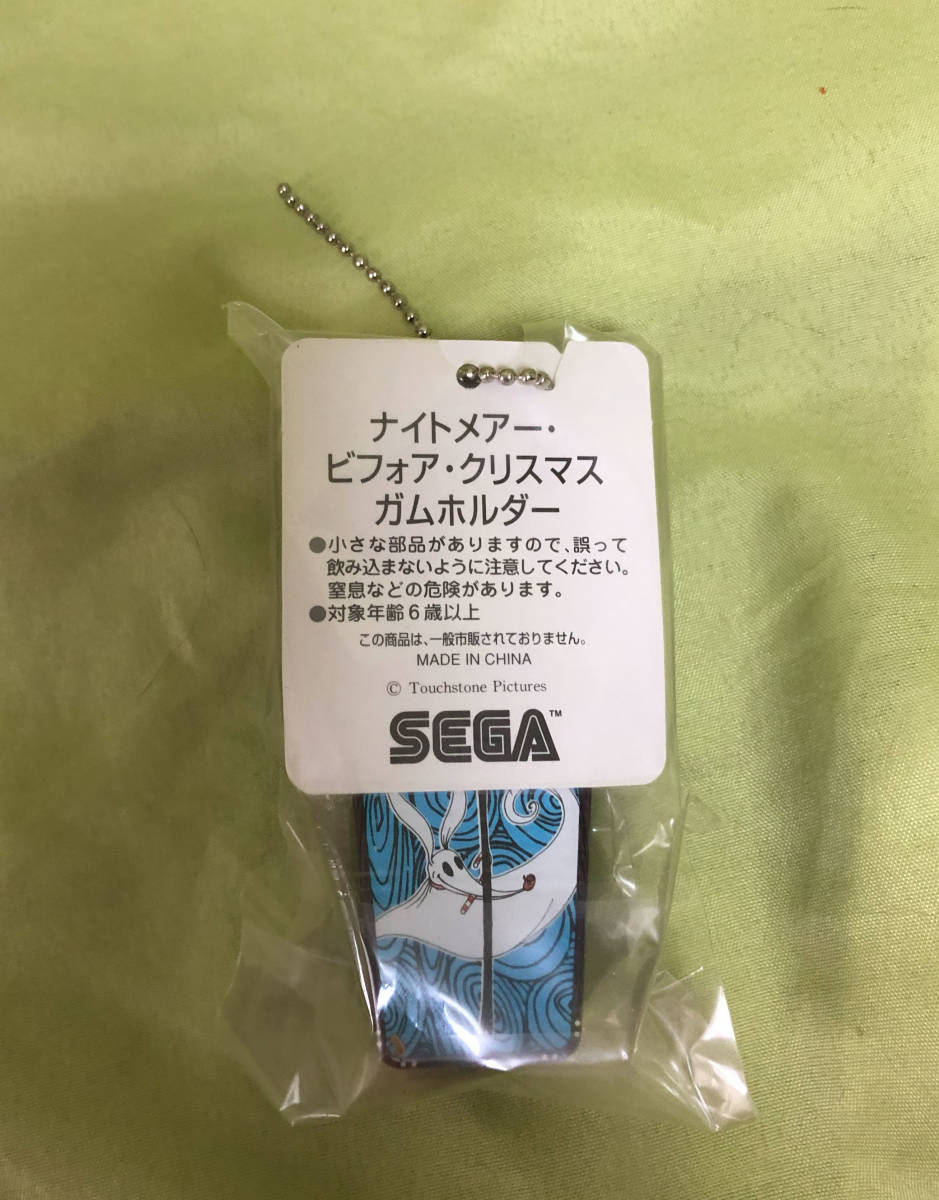 ナイトメアー・
ビフォア・クリスマス
ガムホルダー
●小さな部品がありますので、誤って
飲み込まないように注意してください。
窒息などの危険があります。
●対象年齢6歳以上
この商品は、一般市販されておりません。
MADE IN CHINA
© Touchstone Pictures
SEGA™